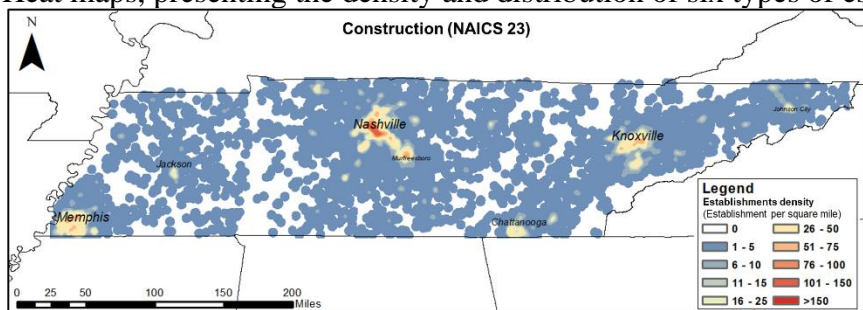 Heat maps, presenting the density and distribution of six types of es
N
Construction (NAICS 23)
Nashville
Murfreesboro
Knoxville
Johnson City
Jackson
Memphis
Chattanooga
Legend
Establishments density
(Establishment per square mile)
0
1 - 5
6 - 10
11 - 15
16 - 25
26 - 50
51 - 75
76 - 100
101 - 150
>150
0 25 50 100 150 200
Miles